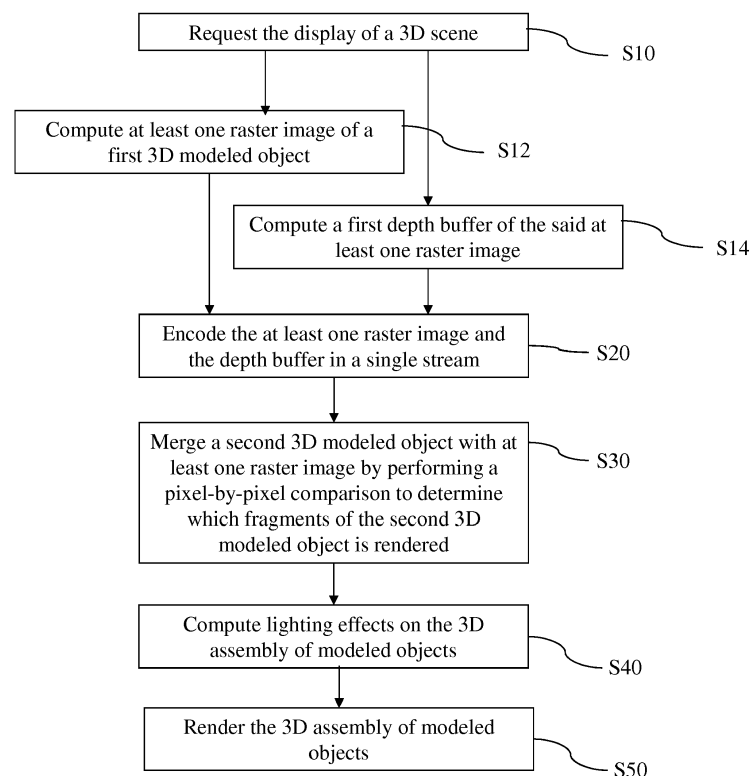 Request the display of a 3D scene
S10
Compute at least one raster image of a
first 3D modeled object
S12
Compute a first depth buffer of the said at
least one raster image
S14
Encode the at least one raster image and
the depth buffer in a single stream
S20
Merge a second 3D modeled object with at
least one raster image by performing a
pixel-by-pixel comparison to determine
which fragments of the second 3D
modeled object is rendered
S30
Compute lighting effects on the 3D
assembly of modeled objects
S40
Render the 3D assembly of modeled
objects
S50